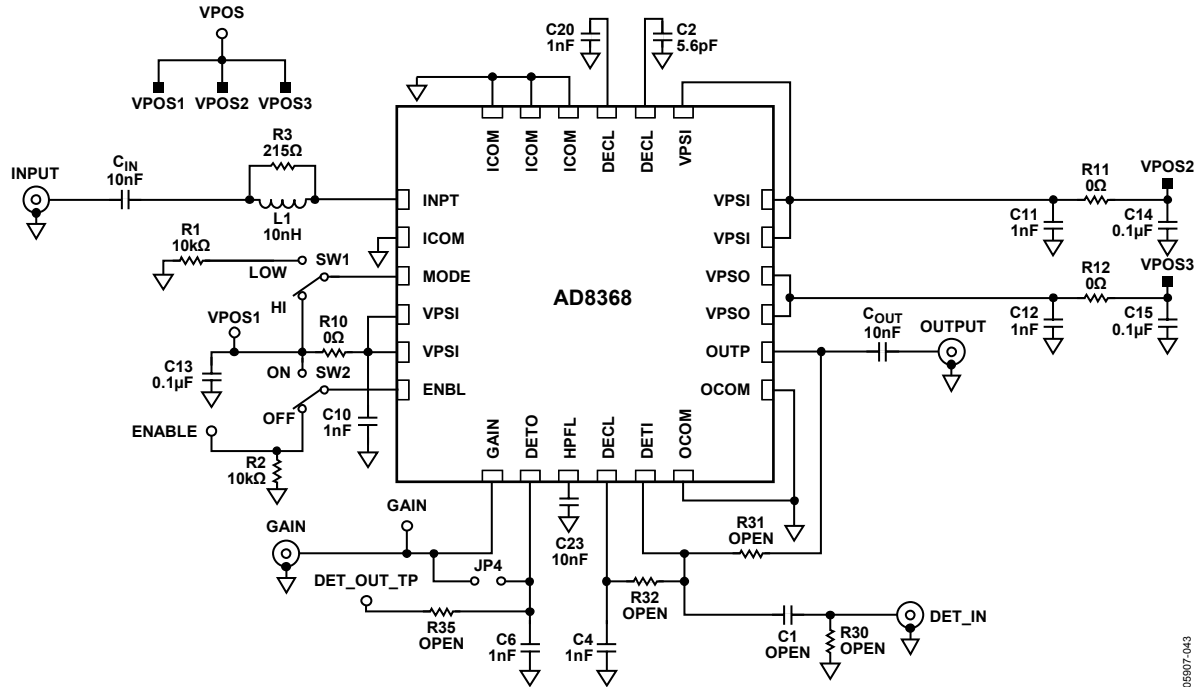 VPOS
VPOS1 VPOS2 VPOS3
C20
1nF
C2
5.6pF
ICOM
ICOM
ICOM
DECL
DECL
VPSI
R3
215Ω
L1
10nH
INPUT
CIN
10nF
INPT
ICOM
MODE
VPSI
VPSI
ENBL
R1
10kΩ
LOW
SW1
HI
VPOS1
R10
0Ω
C13
0.1µF
ON
SW2
OFF
ENABLE
C10
1nF
R2
10kΩ
AD8368
VPSI
VPSI
VPSO
VPSO
OUTP
OCOM
R11
0Ω
VPOS2
C11
1nF
C14
0.1µF
R12
0Ω
VPOS3
C12
1nF
C15
0.1µF
COUT
10nF
OUTPUT
GAIN
DETO
HPFL
DECL
DETI
OCOM
GAIN
GAIN
C23
10nF
R31
OPEN
JP4
DET_OUT_TP
R35
OPEN
R32
OPEN
C6
1nF
C4
1nF
C1
OPEN
R30
OPEN
DET_IN
05907-043